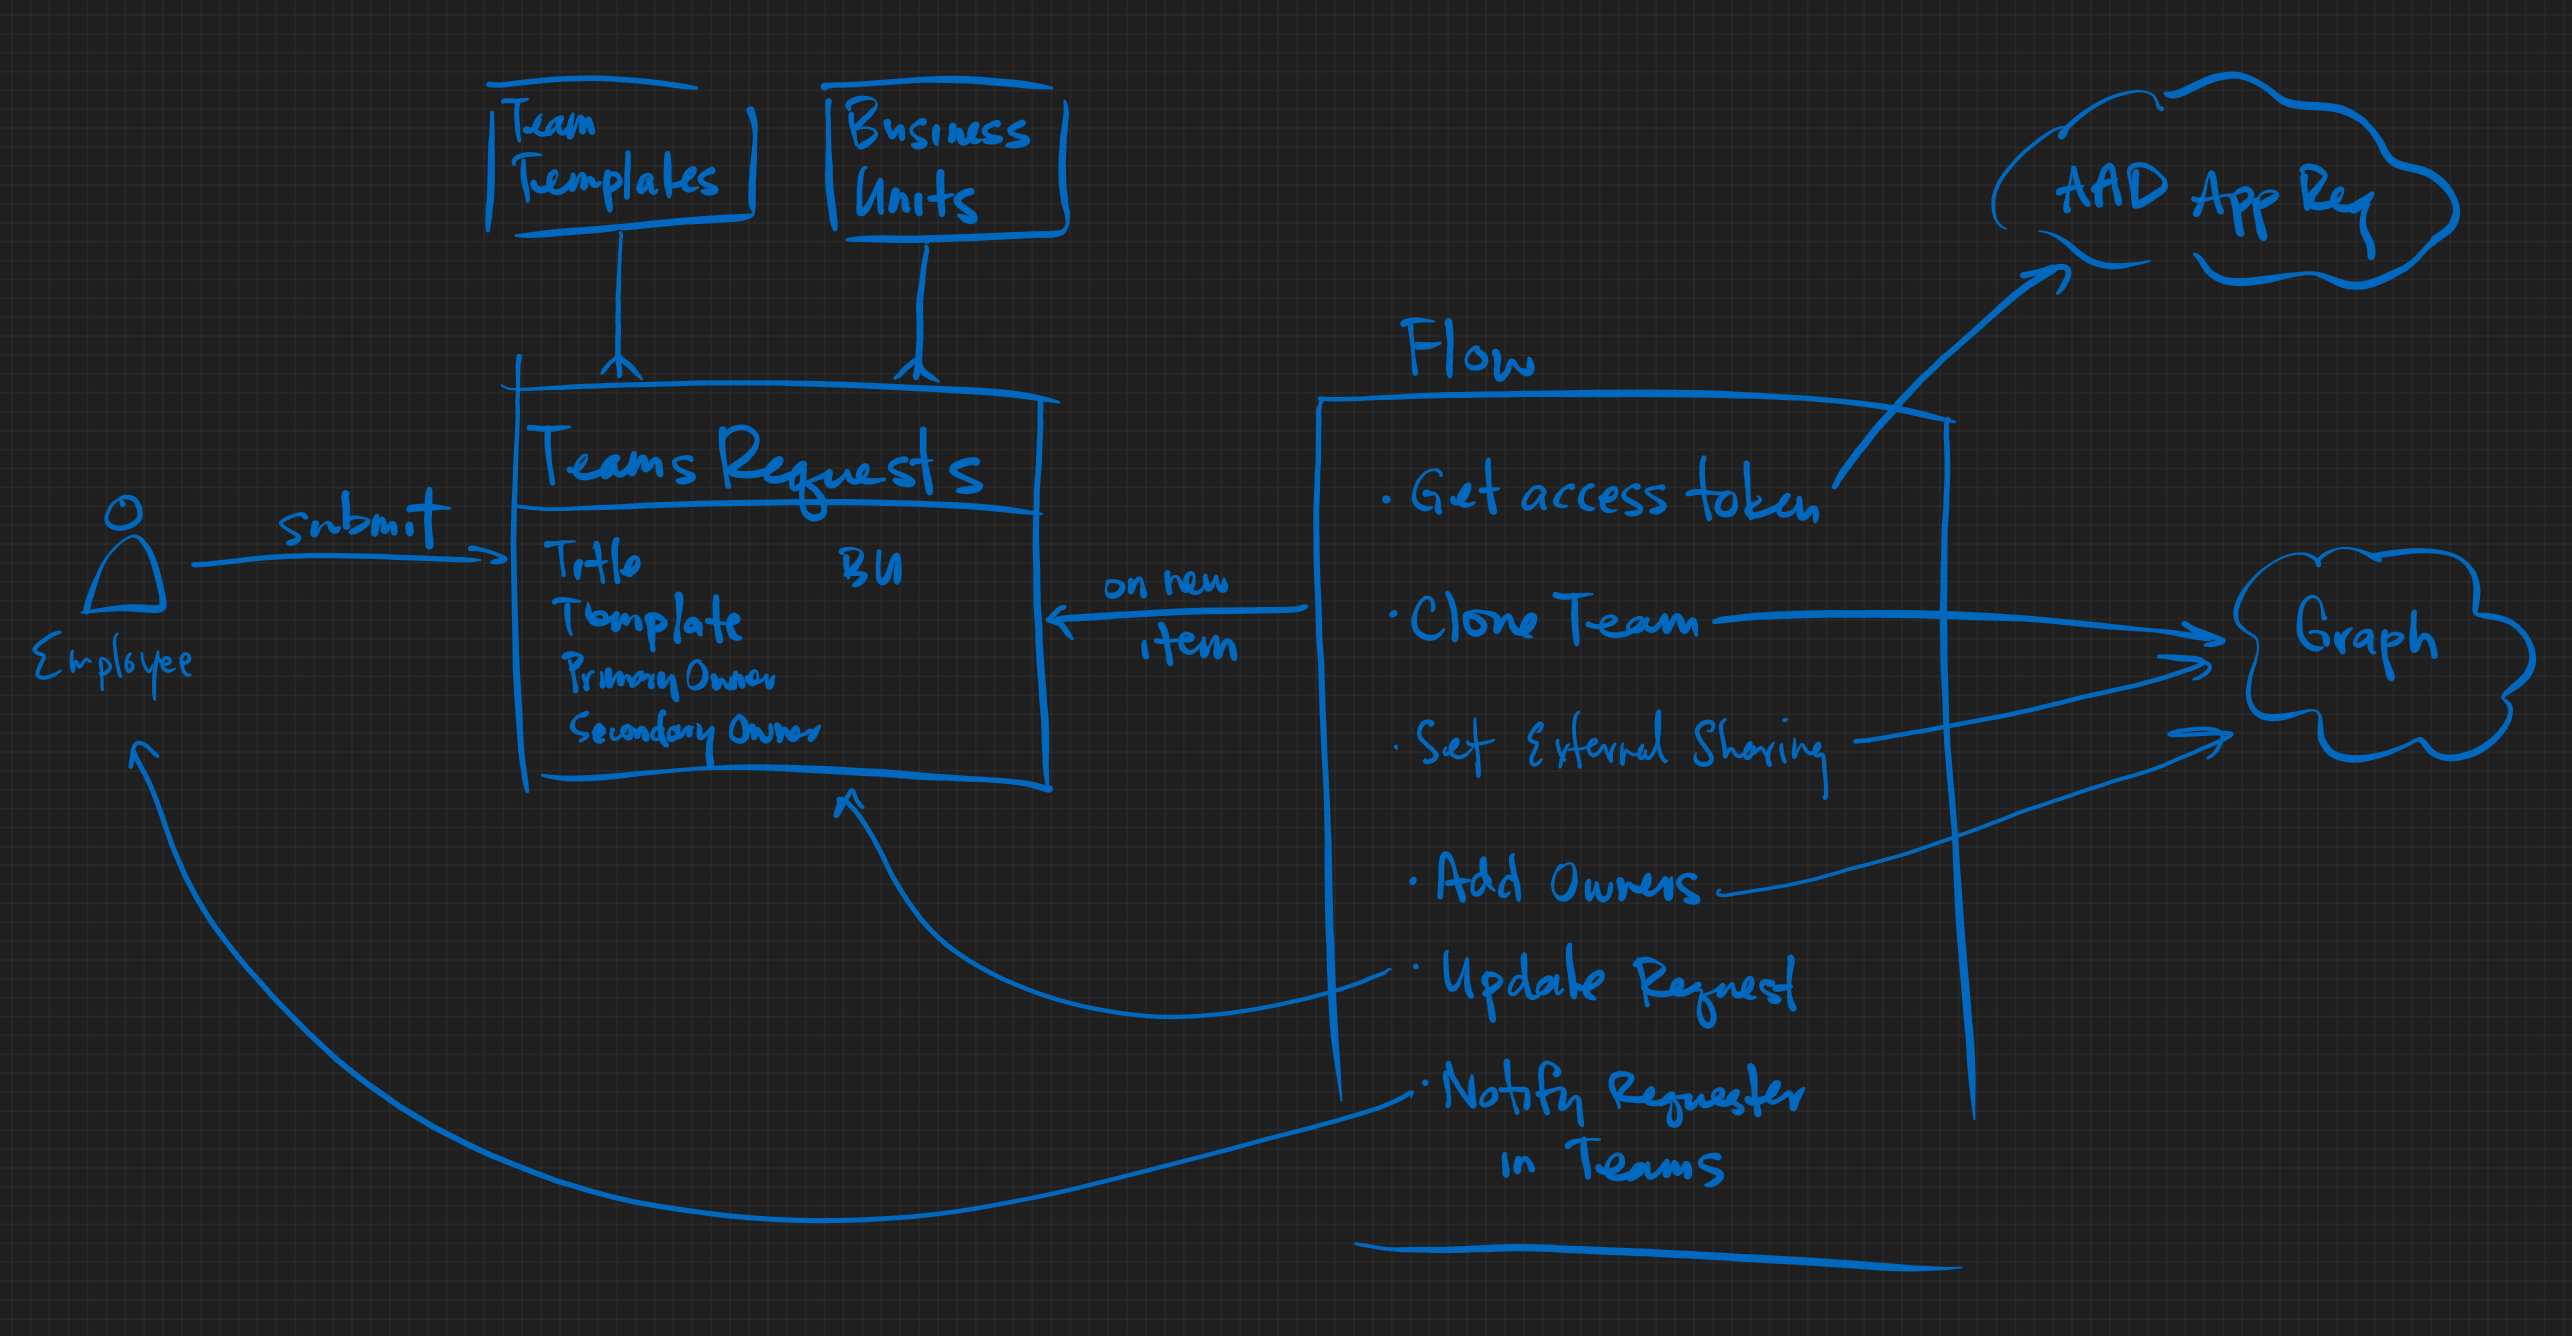 Team
Templates
Business
Units
AAD App Reg
Flow
Teams Requests
Title
BU
Template
Primary Owner
Secondary Owner
submit
Employee
on new
item
· Get access token
· Clone Team
· Set External Sharing
· Add Owners
· Update Request
· Notify Requester
in Teams
Graph